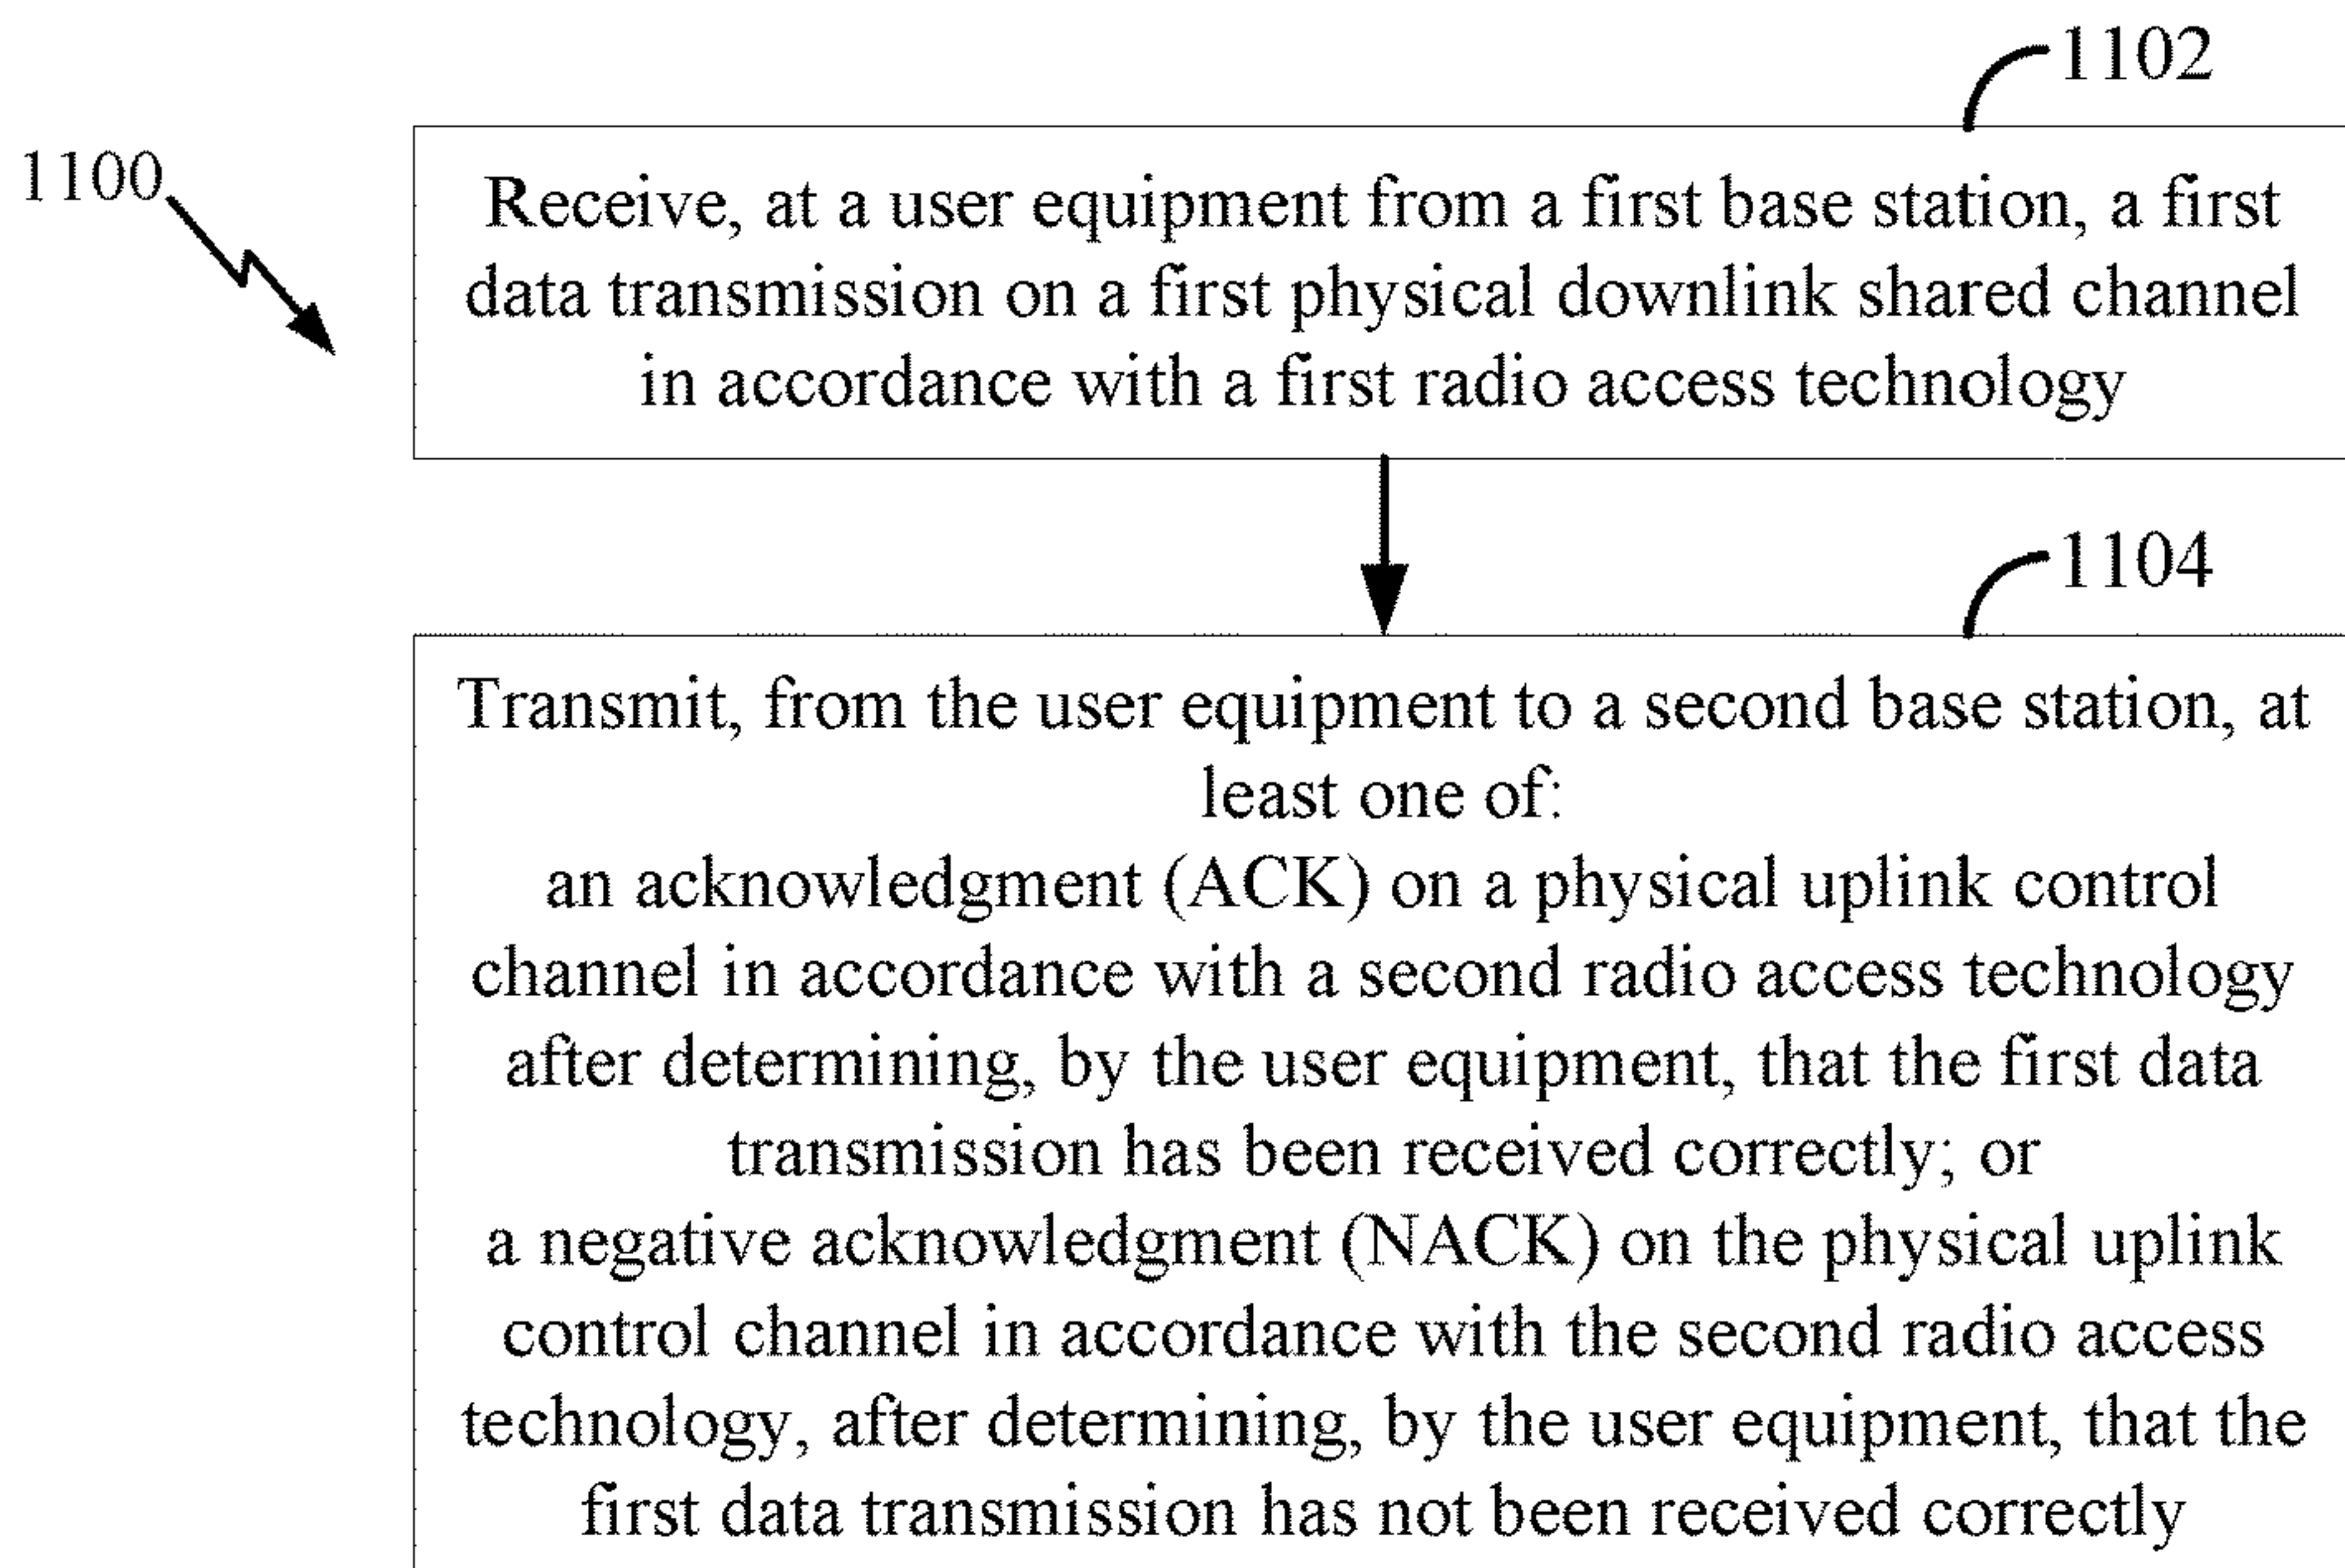 1102
1100
Receive, at a user equipment from a first base station, a first
data transmission on a first physical downlink shared channel
in accordance with a first radio access technology
1104
Transmit, from the user equipment to a second base station, at
least one of:
an acknowledgment (ACK) on a physical uplink control
channel in accordance with a second radio access technology
after determining, by the user equipment, that the first data
transmission has been received correctly; or
a negative acknowledgment (NACK) on the physical uplink
control channel in accordance with the second radio access
technology, after determining, by the user equipment, that the
first data transmission has not been received correctly